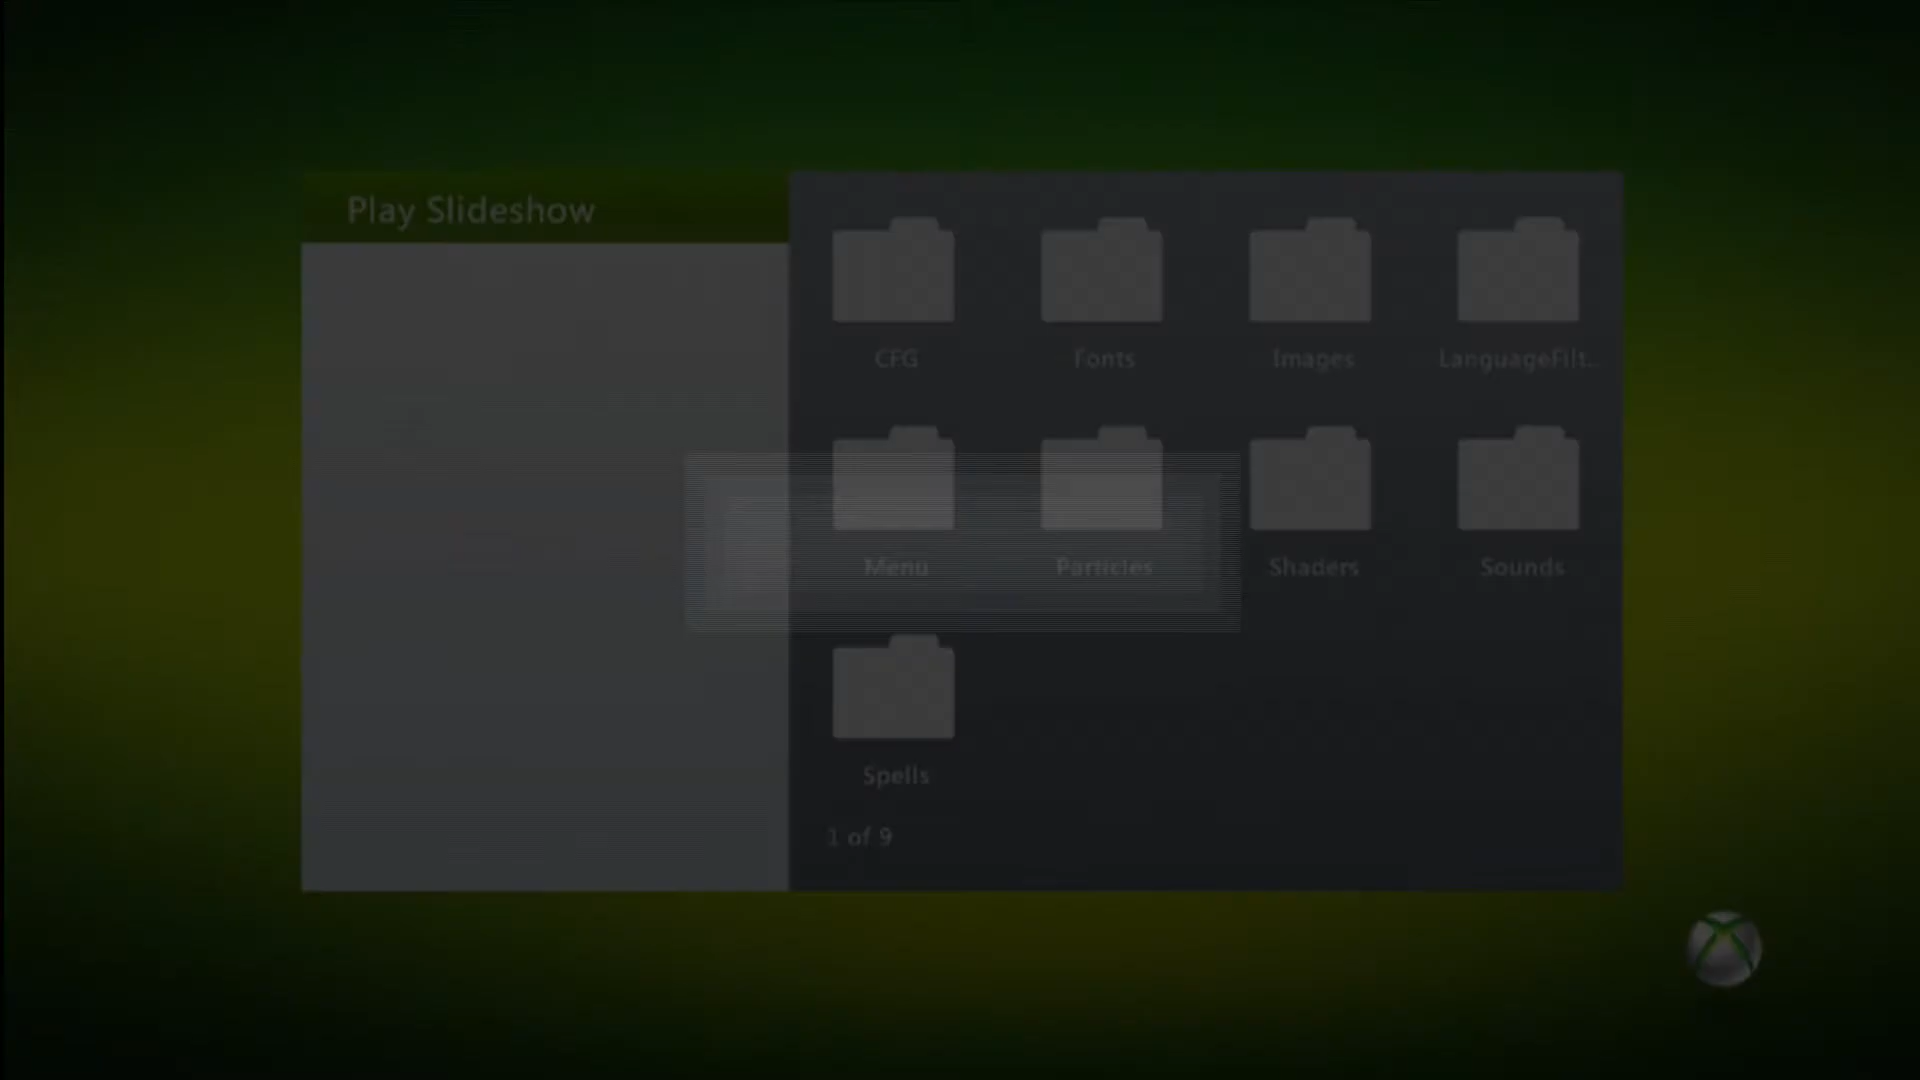 Play Slideshow
CFG
Fonts
Images
LanguageFilt...
Menu
Particles
Shaders
Sounds
Spells
1 of 9